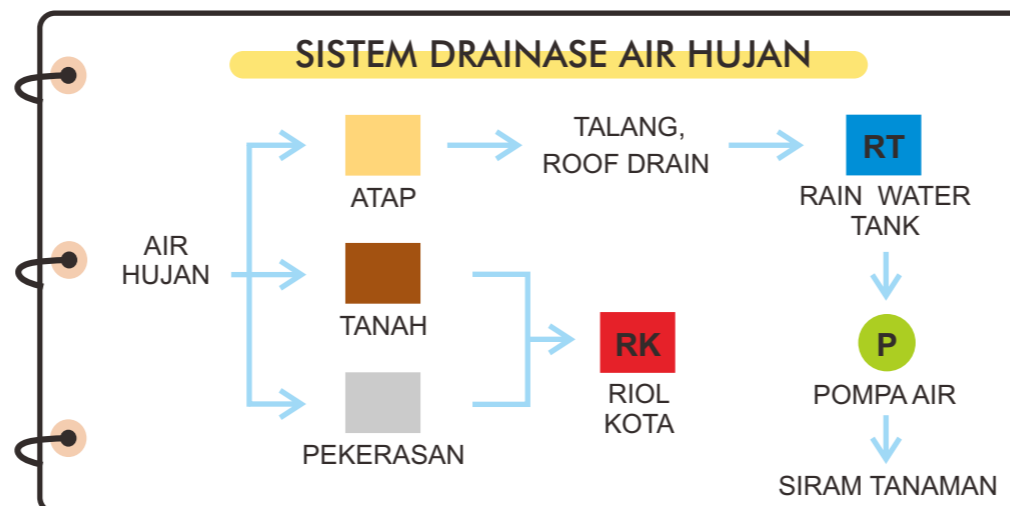 SISTEM DRAINASE AIR HUJAN
AIR
HUJAN
ATAP
TALANG,
ROOF DRAIN
RT
RAIN WATER
TANK
TANAH
PEKERASAN
RK
RIOL
KOTA
P
POMPA AIR
SIRAM TANAMAN